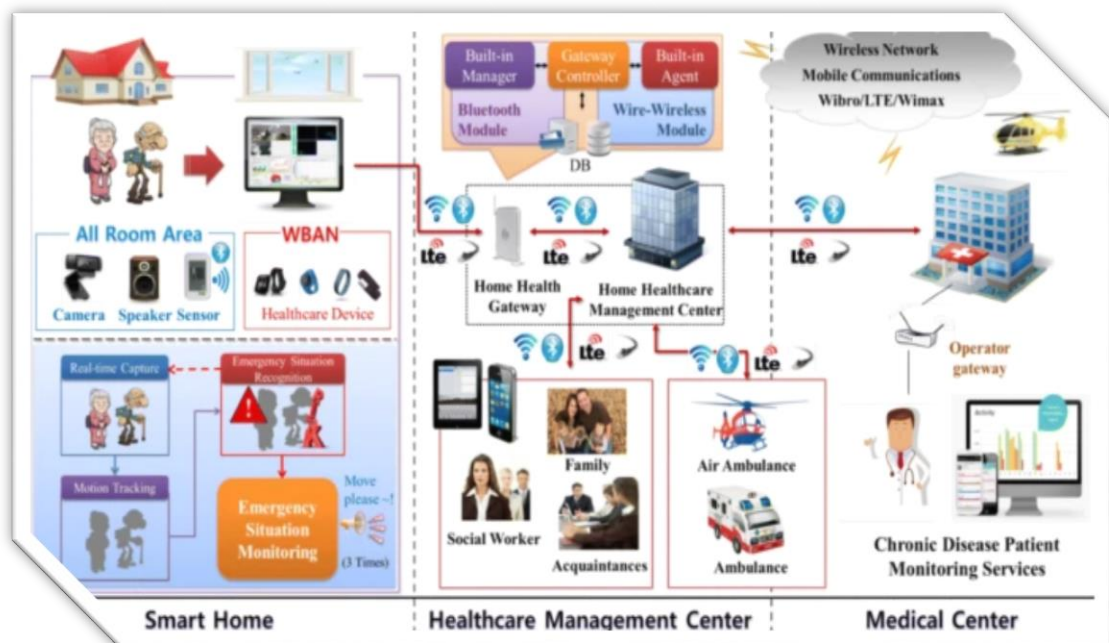 Built-in
Manager
Gateway
Controller
Built-in
Agent
Bluetooth
Module
Wire-Wireless
Module
DB
Wireless Network
Mobile Communications
Wibro/LTE/Wimax
All Room Area
Camera Speaker Sensor
WBAN
Healthcare Device
Lte
Lte
Lte
Home Health
Gateway
Home Healthcare
Management Center
Lte
Lte
Real-time Capture
Emergency Situation
Recognition
Motion Tracking
Emergency
Situation
Monitoring
Move
please ~!
(3 Times)
Family
Social Worker
Acquaintances
Air Ambulance
Ambulance
Operator
gateway
Activity
Chronic Disease Patient
Monitoring Services
Smart Home
Healthcare Management Center
Medical Center